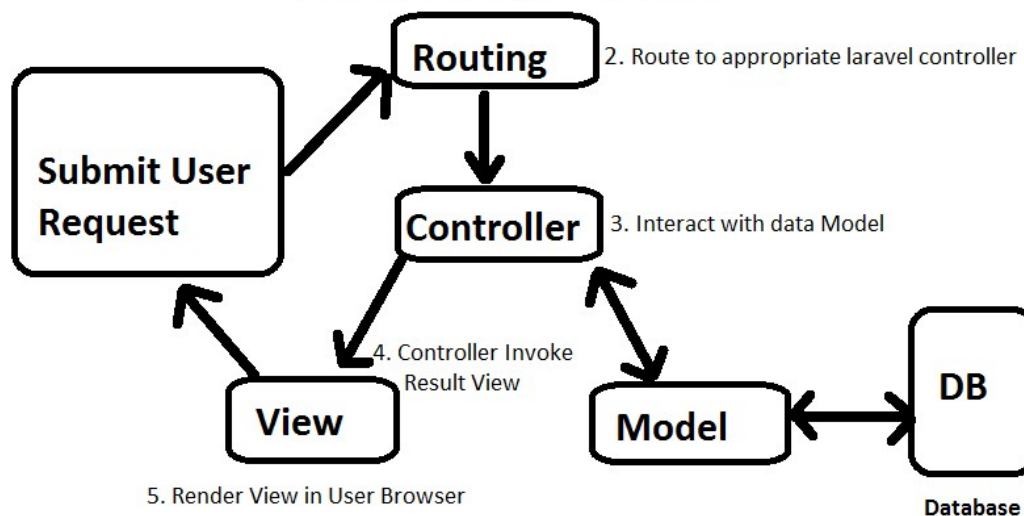 Routing
2. Route to appropriate laravel controller
Submit User
Request
Controller
3. Interact with data Model
4. Controller Invoke
Result View
View
Model
DB
5. Render View in User Browser
Database